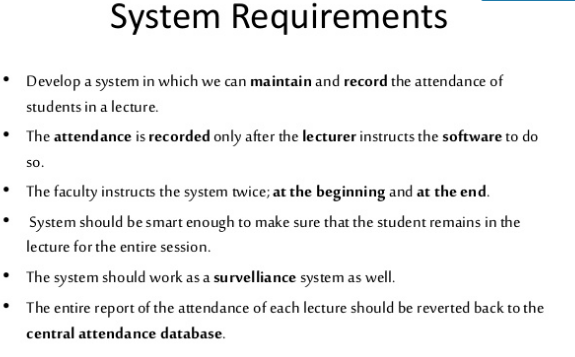 System Requirements
• Develop a system in which we can maintain and record the attendance of
students in a lecture.
• The attendance is recorded only after the lecturer instructs the software to do
so.
• The faculty instructs the system twice; at the beginning and at the end.
• System should be smart enough to make sure that the student remains in the
lecture for the entire session.
• The system should work as a survelliance system as well.
• The entire report of the attendance of each lecture should be reverted back to the
central attendance database.